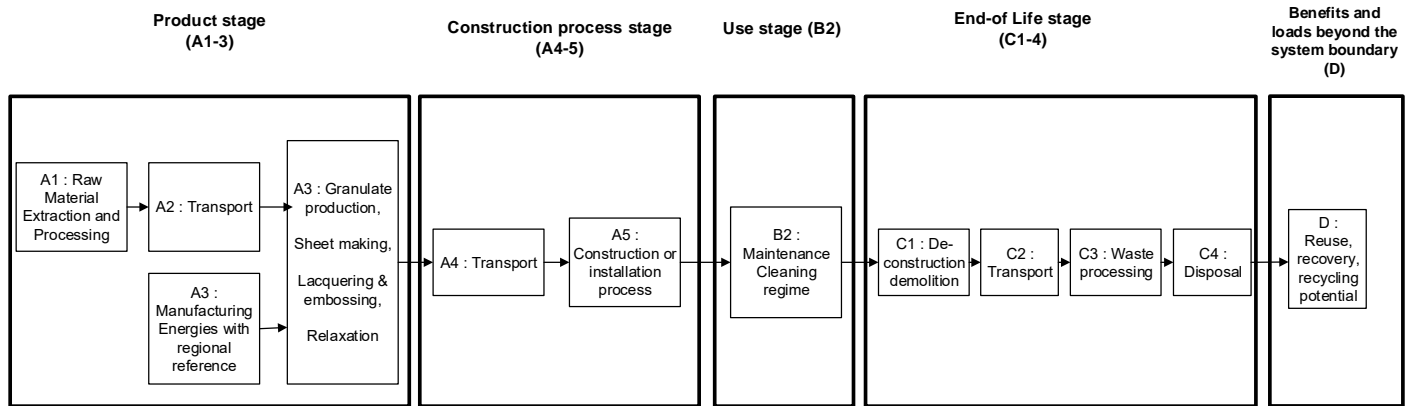 Product stage
(A1-3)
Construction process stage
(A4-5)
Use stage (B2)
End-of Life stage
(C1-4)
Benefits and
loads beyond the
system boundary
(D)
A1 : Raw
Material
Extraction and
Processing
A2 : Transport
A3 : Manufacturing
Energies with
regional
reference
A3 : Granulate
production,
Sheet making,
Lacquering &
embossing,
Relaxation
A4 : Transport
A5 :
Construction or
installation
process
B2 :
Maintenance
Cleaning
regime
C1 : De-
construction
demolition
C2 :
Transport
C3 : Waste
processing
C4 :
Disposal
D :
Reuse,
recovery,
recycling
potential